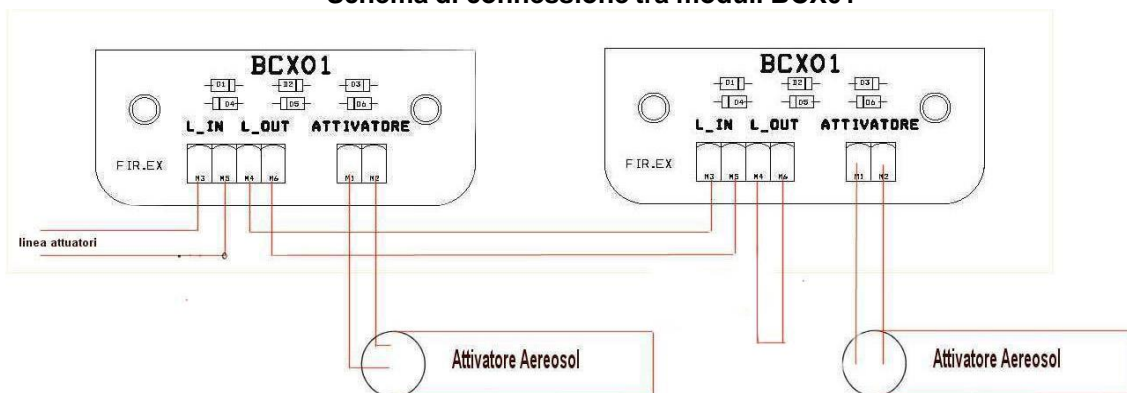 Schema di connessione tra moduli BCX01
BCX01
D1 D2 D3
D4 D5 D6
L_IN L_OUT ATTIVATORE
FIR.EX
M3 M5 M4 M6 M1 M2
BCX01
D1 D2 D3
D4 D5 D6
L_IN L_OUT ATTIVATORE
FIR.EX
M3 M5 M4 M6 M1 M2
linea attuatori
Attivatore Aereosol
Attivatore Aereosol